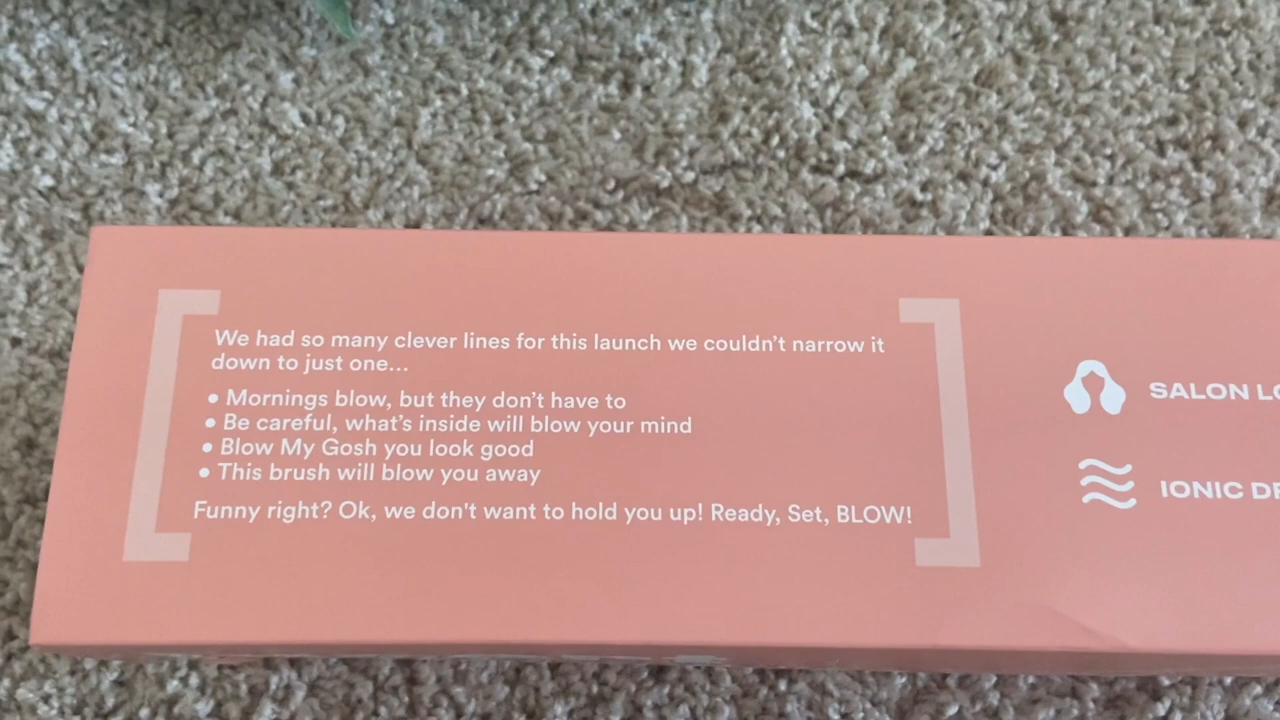 We had so many clever lines for this launch we couldn't narrow it
down to just one...
• Mornings blow, but they don't have to
• Be careful, what's inside will blow your mind
• Blow My Gosh you look good
• This brush will blow you away
Funny right? Ok, we don't want to hold you up! Ready, Set, BLOW!
SALON
IONIC